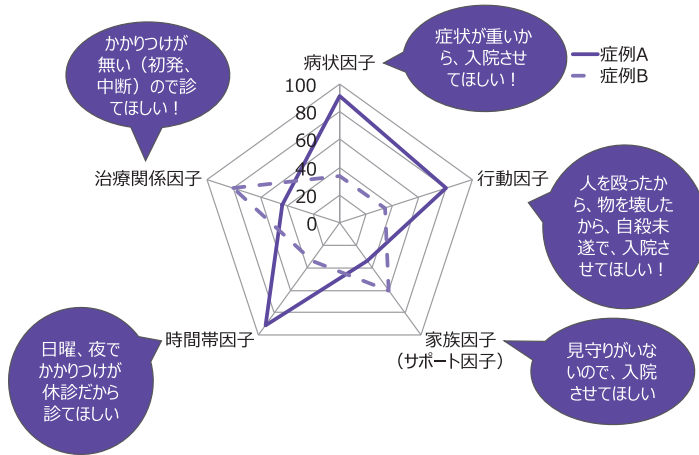 かかりつけが
無い（初発、
中断）ので診
てほしい！
病状因子
症状が重いか
ら、入院させ
てほしい！
症例A
症例B
100
80
60
40
20
0
治療関係因子
行動因子
人を殴ったか
ら、物を壊した
から、自殺未
遂で、入院さ
せてほしい！
日曜、夜で
かかりつけが
休診だから
診てほしい
時間帯因子
家族因子
（サポート因子）
見守りがいな
いので、入院
させてほしい